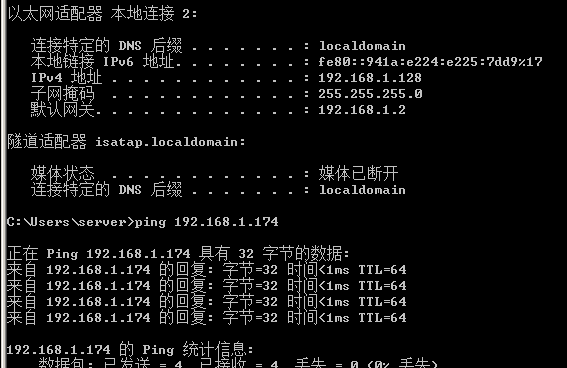 以太网适配器 本地连接 2:
连接特定的 DNS 后缀 . . . . . . . : localdomain
本地链接 IPv6 地址. . . . . . . . : fe80::941a:e224:e225:7dd9%17
IPv4 地址 . . . . . . . . . . . . : 192.168.1.128
子网掩码 . . . . . . . . . . . . : 255.255.255.0
默认网关. . . . . . . . . . . . . : 192.168.1.2
隧道适配器 isatap.localdomain:
媒体状态 . . . . . . . . . . . . : 媒体已断开
连接特定的 DNS 后缀 . . . . . . . : localdomain
C:\Users\server>ping 192.168.1.174
正在 Ping 192.168.1.174 具有 32 字节的数据:
来自 192.168.1.174 的回复: 字节=32 时间<1ms TTL=64
来自 192.168.1.174 的回复: 字节=32 时间<1ms TTL=64
来自 192.168.1.174 的回复: 字节=32 时间<1ms TTL=64
来自 192.168.1.174 的回复: 字节=32 时间<1ms TTL=64
192.168.1.174 的 Ping 统计信息:
数据包: 已发送 = 4，已接收 = 4，丢失 = 0 (0% 丢失)